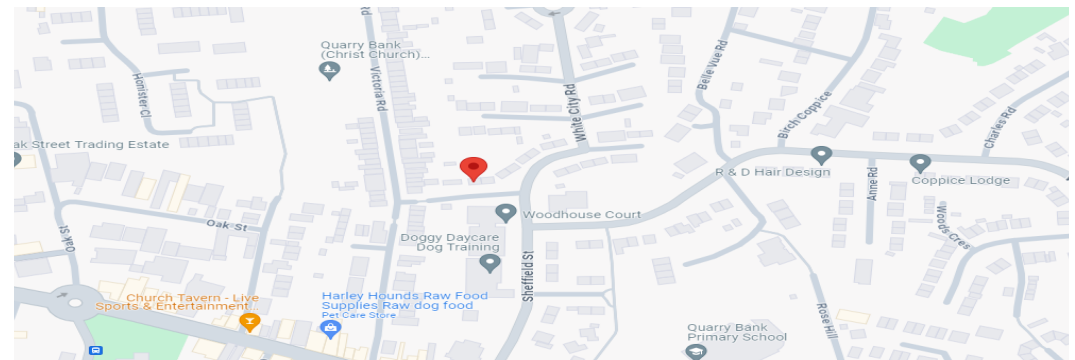 Quarry Bank
(Christ Church)...
Victoria Rd
Rd
Honister Cl
White City Rd
Belle Vue Rd
Birch Coppice
Charles Rd
ak Street Trading Estate
R & D Hair Design
Coppice Lodge
Anne Rd
Woods Cres
Woodhouse Court
Oak St
Oak St
Doggy Daycare
Dog Training
Sheffield St
Church Tavern - Live
Sports & Entertainment
Harley Hounds Raw Food
Supplies Raw dog food
Pet Care Store
Rose Hill
Quarry Bank
Primary School